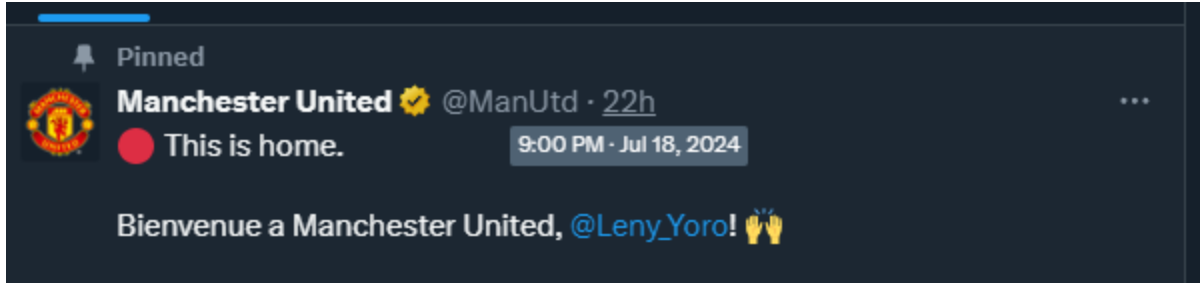 Pinned
Manchester United @ManUtd · 22h
🔴 This is home.
9:00 PM · Jul 18, 2024
Bienvenue a Manchester United, @Leny_Yoro! 🙌